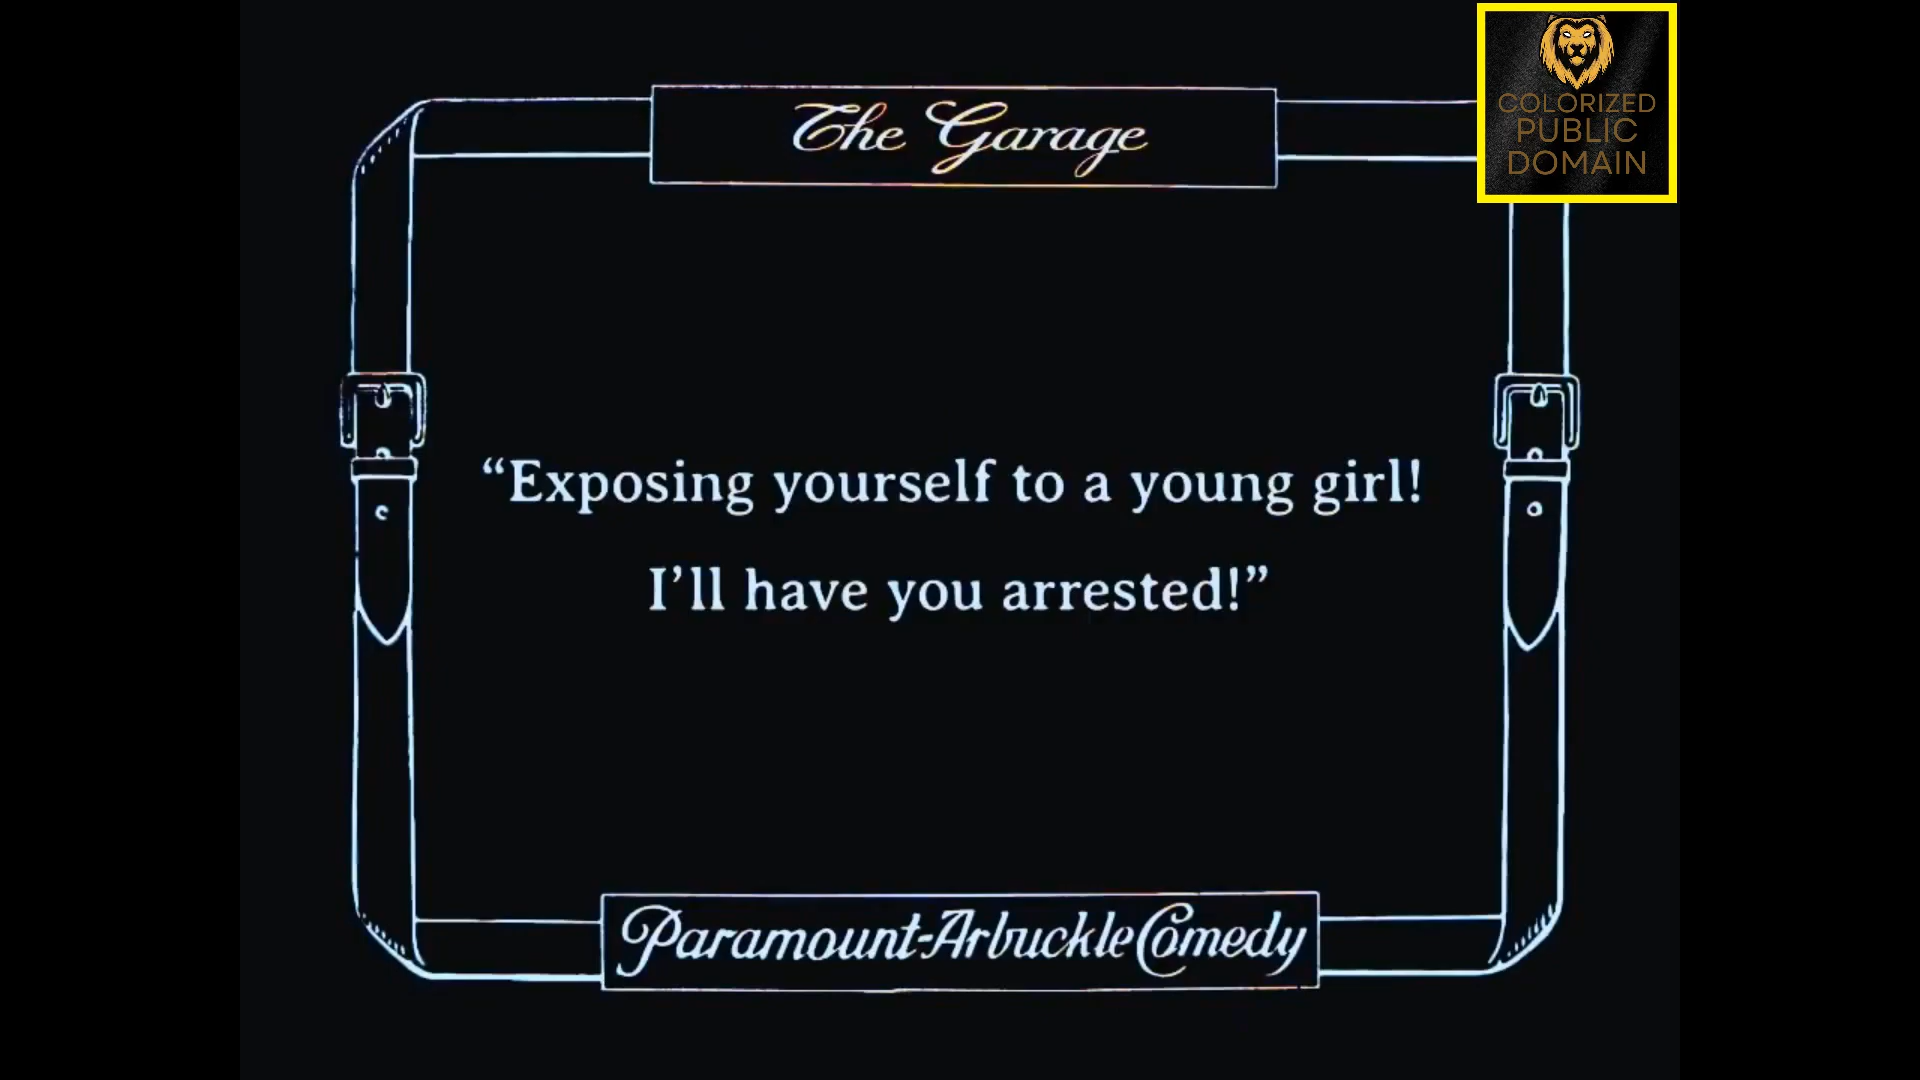 The Garage
COLORIZED
PUBLIC
DOMAIN
“Exposing yourself to a young girl!
I’ll have you arrested!”
Paramount-Arbuckle Comedy